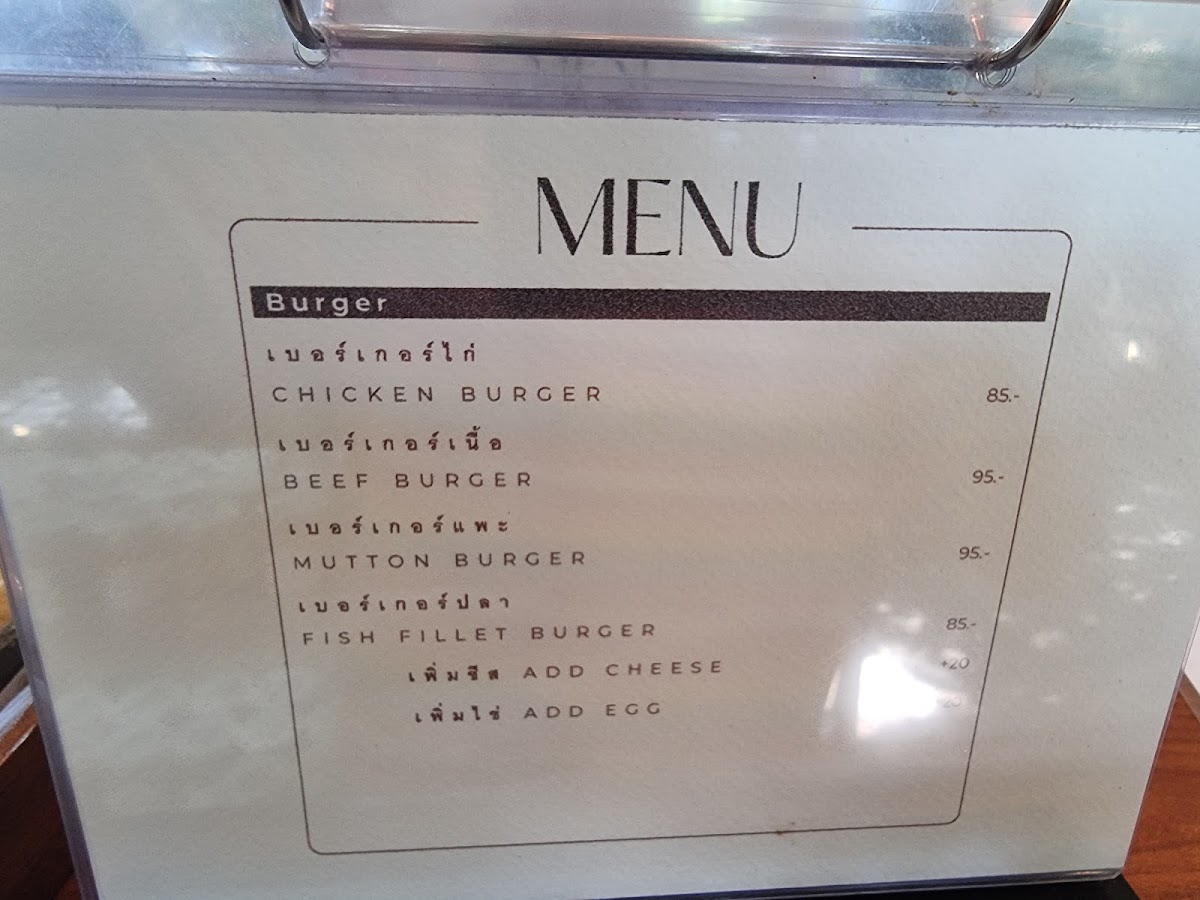 MENU
Burger
เบอร์เกอร์ไก่
CHICKEN BURGER 85.-
เบอร์เกอร์เนื้อ
BEEF BURGER 95.-
เบอร์เกอร์แพะ
MUTTON BURGER 95.-
เบอร์เกอร์ปลา
FISH FILLET BURGER 85.-
เพิ่มชีส ADD CHEESE +20
เพิ่มไข่ ADD EGG 20